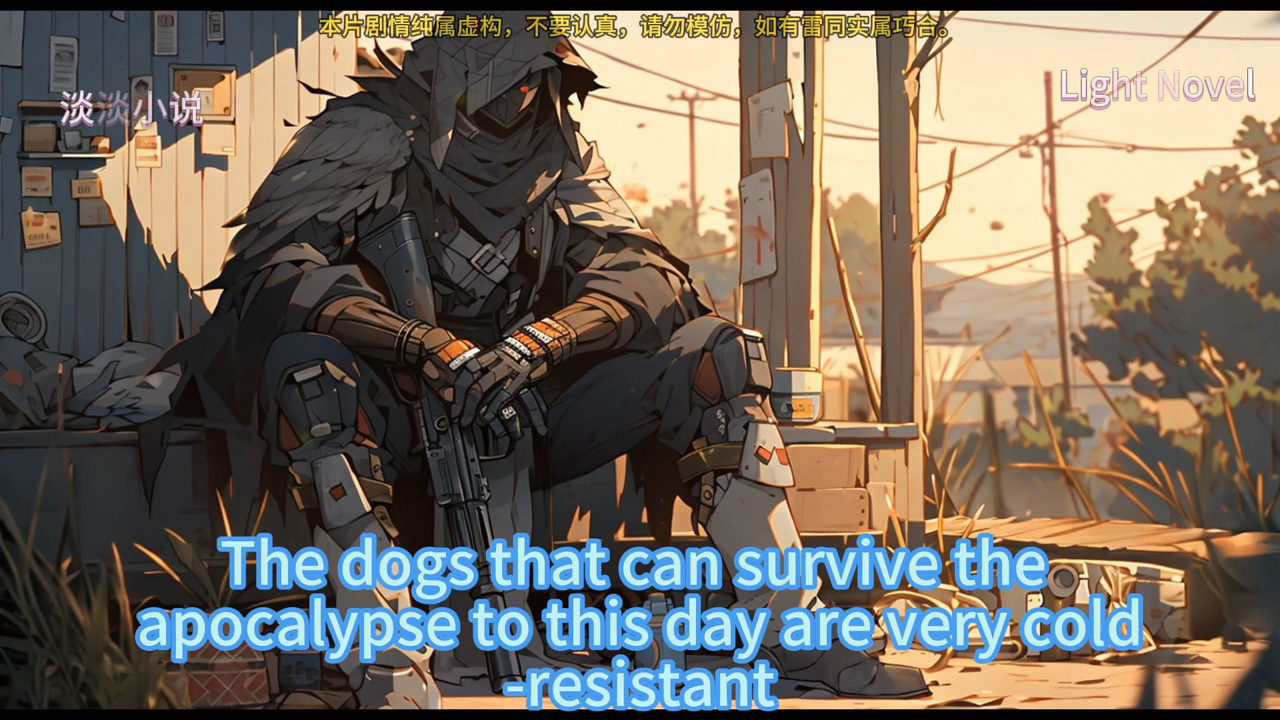 本片剧情纯属虚构，不要认真，请勿模仿，如有雷同实属巧合。
淡淡小说
Light Novel
The dogs that can survive the
apocalypse to this day are very cold
-resistant